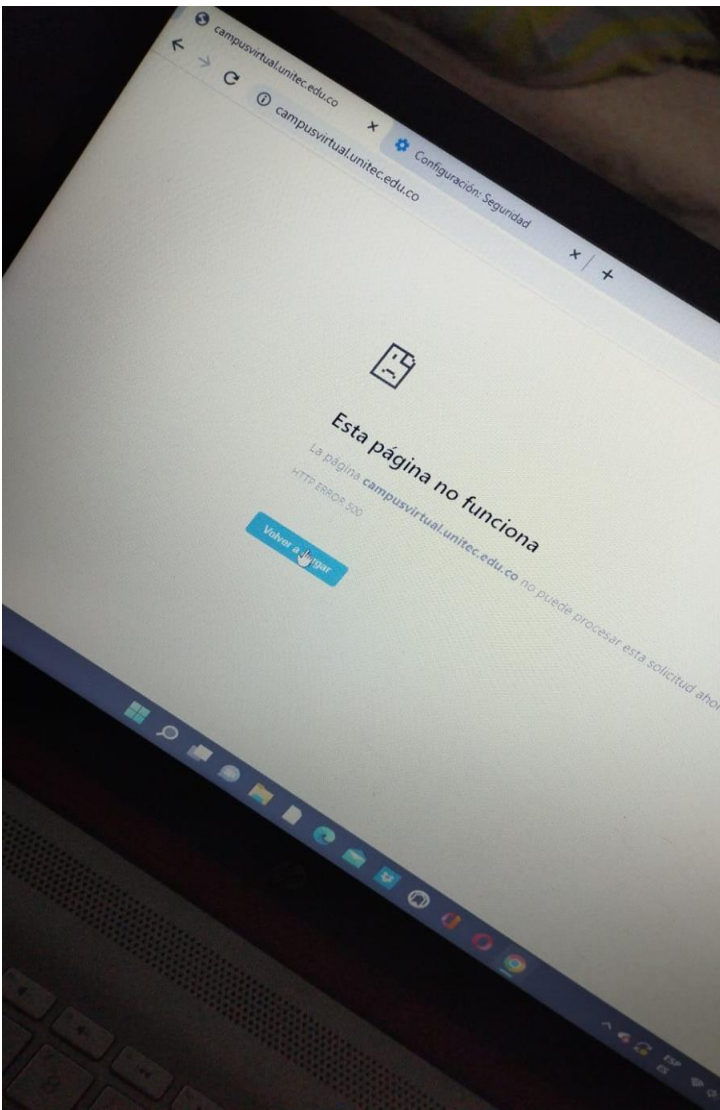 campusvirtual.unitec.edu.co
Configuración: Seguridad
campusvirtual.unitec.edu.co
Esta página no funciona
La página campusvirtual.unitec.edu.co no puede procesar esta solicitud
HTTP ERROR 500
Volver a
ESP
ES